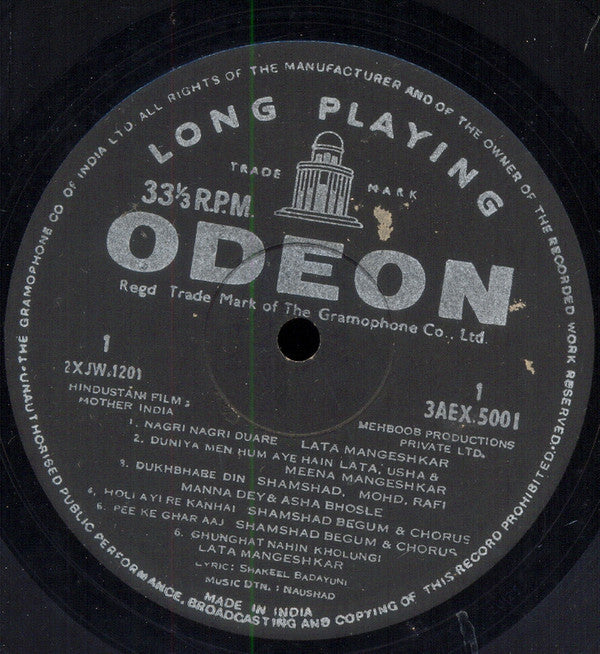 UNAUTHORISED PUBLIC PERFORMANCE, BROADCASTING AND COPYING OF THIS RECORD PROHIBITED·
THE GRAMOPHONE CO OF INDIA LTD. ALL RIGHTS OF THE MANUFACTURER AND OF THE OWNER OF THE RECORDED WORK RESERVED·
LONG PLAYING
TRADE MARK
33⅓ R.P.M.
ODEON
Regd Trade Mark of The Gramophone Co., Ltd.
1
2XJW.1201
1
3AEX.5001
HINDUSTANI FILM:
MOTHER INDIA
MEHBOOB PRODUCTIONS
PRIVATE LTD.
1. NAGRI NAGRI DUARE LATA MANGESHKAR
2. DUNIYA MEN HUM AYE HAIN LATA, USHA &
MEENA MANGESHKAR
3. DUKHBHARE DIN SHAMSHAD, MOHD. RAFI
MANNA DEY & ASHA BHOSLE
4. HOLI AYI RE KANHAI SHAMSHAD BEGUM & CHORUS
5. PEE KE GHAR AAJ SHAMSHAD BEGUM & CHORUS
6. GHUNGHAT NAHIN KHOLUNGI
LATA MANGESHKAR
LYRIC: SHAKEEL BADAYUNI
MUSIC DTN. : NAUSHAD
MADE IN INDIA